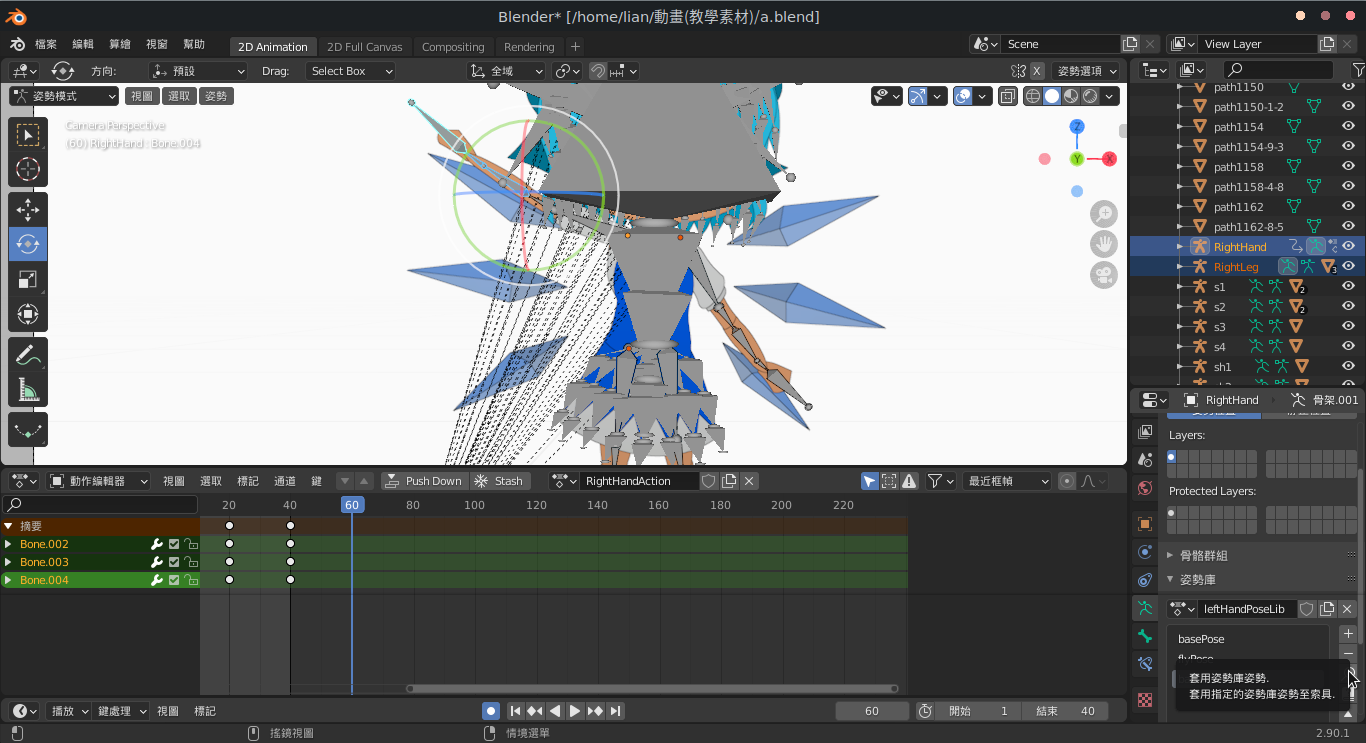 Blender* [/home/lian/動畫(教學素材)/a.blend]
檔案 編輯 算繪 視窗 幫助 2D Animation 2D Full Canvas Compositing Rendering + Scene View Layer
方向: 預設 Drag: Select Box 全域 X 姿勢選項
姿勢模式 視圖 選取 姿勢
Camera Perspective
(60) RightHand : Bone.004
Z
Y
X
path1150
path1150-1-2
path1154
path1154-9-3
path1158
path1158-4-8
path1162
path1162-8-5
RightHand
RightLeg 3
s1 2
s2 2
s3
s4
sh1
RightHand 骨架.001
Layers:
Protected Layers:
骨骼群組
姿勢庫
leftHandPoseLib
basePose
flyPose
套用姿勢庫姿勢.
套用指定的姿勢庫姿勢至索具.
動作編輯器 視圖 選取 標記 通道 鍵 Push Down Stash RightHandAction 最近框幀
20 40 60 80 100 120 140 160 180 200 220
摘要
Bone.002
Bone.003
Bone.004
播放 鍵處理 視圖 標記 60 開始 1 結束 40
搖鏡視圖 情境選單 2.90.1